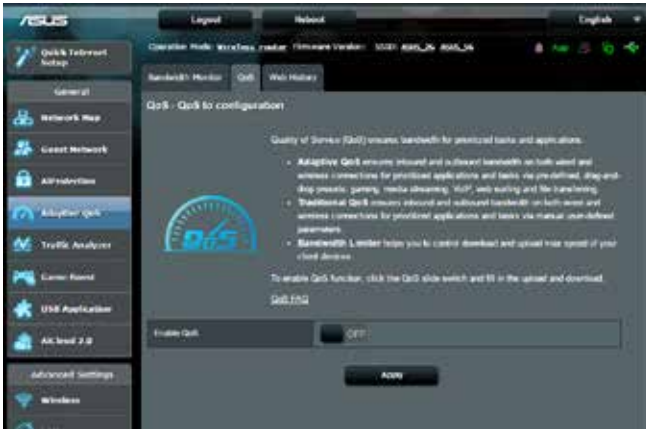 ASUS
Logout
Reboot
English
Quick Internet Setup
Operation Mode: Wireless router Firmware Version: SSID: ASUS_2G ASUS_5G
App
Bandwidth Monitor QoS Web History
General
QoS - QoS to configuration
Network Map
Guest Network
AiProtection
Adaptive QoS
Traffic Analyzer
Game Boost
USB Application
AiCloud 2.0
Advanced Settings
Wireless
QoS
Quality of Service (QoS) ensures bandwidth for prioritized tasks and applications.
• Adaptive QoS ensures inbound and outbound bandwidth on both wired and
wireless connections for prioritized applications and tasks via pre-defined, drag-and-
drop presets: gaming, media streaming, VoIP, web surfing and file transferring.
• Traditional QoS ensures inbound and outbound bandwidth on both wired and
wireless connections for prioritized applications and tasks via manual user-defined
parameters.
• Bandwidth Limiter helps you to control download and upload max speed of your
client devices.
To enable QoS function, click the QoS slide switch and fill in the upload and download.
QoS FAQ
Enable QoS
OFF
Apply